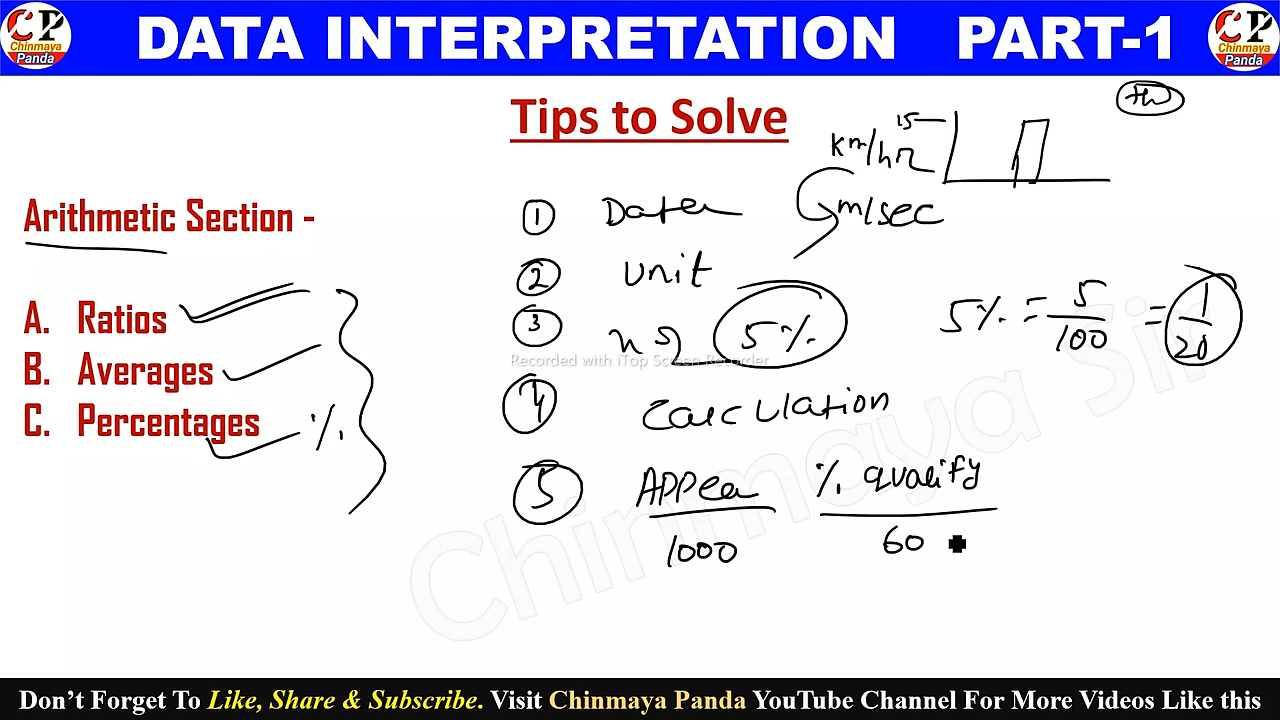 CP Chinmaya Panda
DATA INTERPRETATION PART-1
CP Chinmaya Panda
Tips to Solve
15
km/hr
m/sec
Arithmetic Section -
A. Ratios
B. Averages
C. Percentages %
1 Data
2 unit
3 5%
5% = 5/100 = 1/20
Recorded with iTop Screen Recorder
4 Calculation
5 Appea % qualify
1000 60
Chinmaya Sir
Don't Forget To Like, Share & Subscribe. Visit Chinmaya Panda YouTube Channel For More Videos Like this